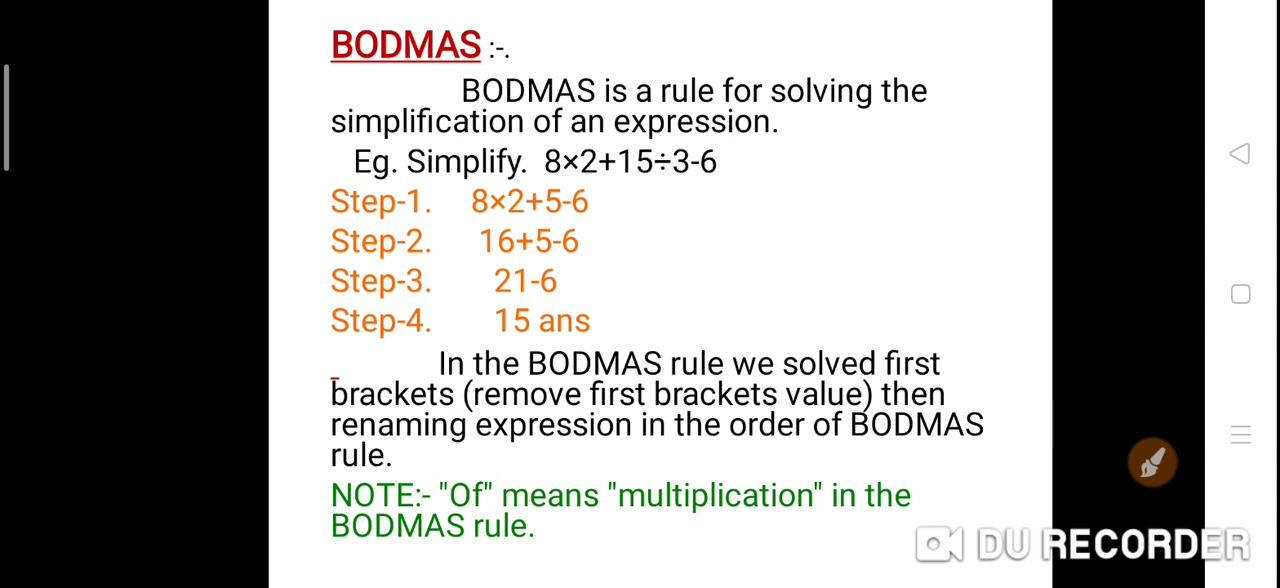 BODMAS :-.
BODMAS is a rule for solving the
simplification of an expression.
Eg. Simplify. 8×2+15÷3-6
Step-1. 8×2+5-6
Step-2. 16+5-6
Step-3. 21-6
Step-4. 15 ans
In the BODMAS rule we solved first
brackets (remove first brackets value) then
renaming expression in the order of BODMAS
rule.
NOTE:- "Of" means "multiplication" in the
BODMAS rule.
DU RECORDER